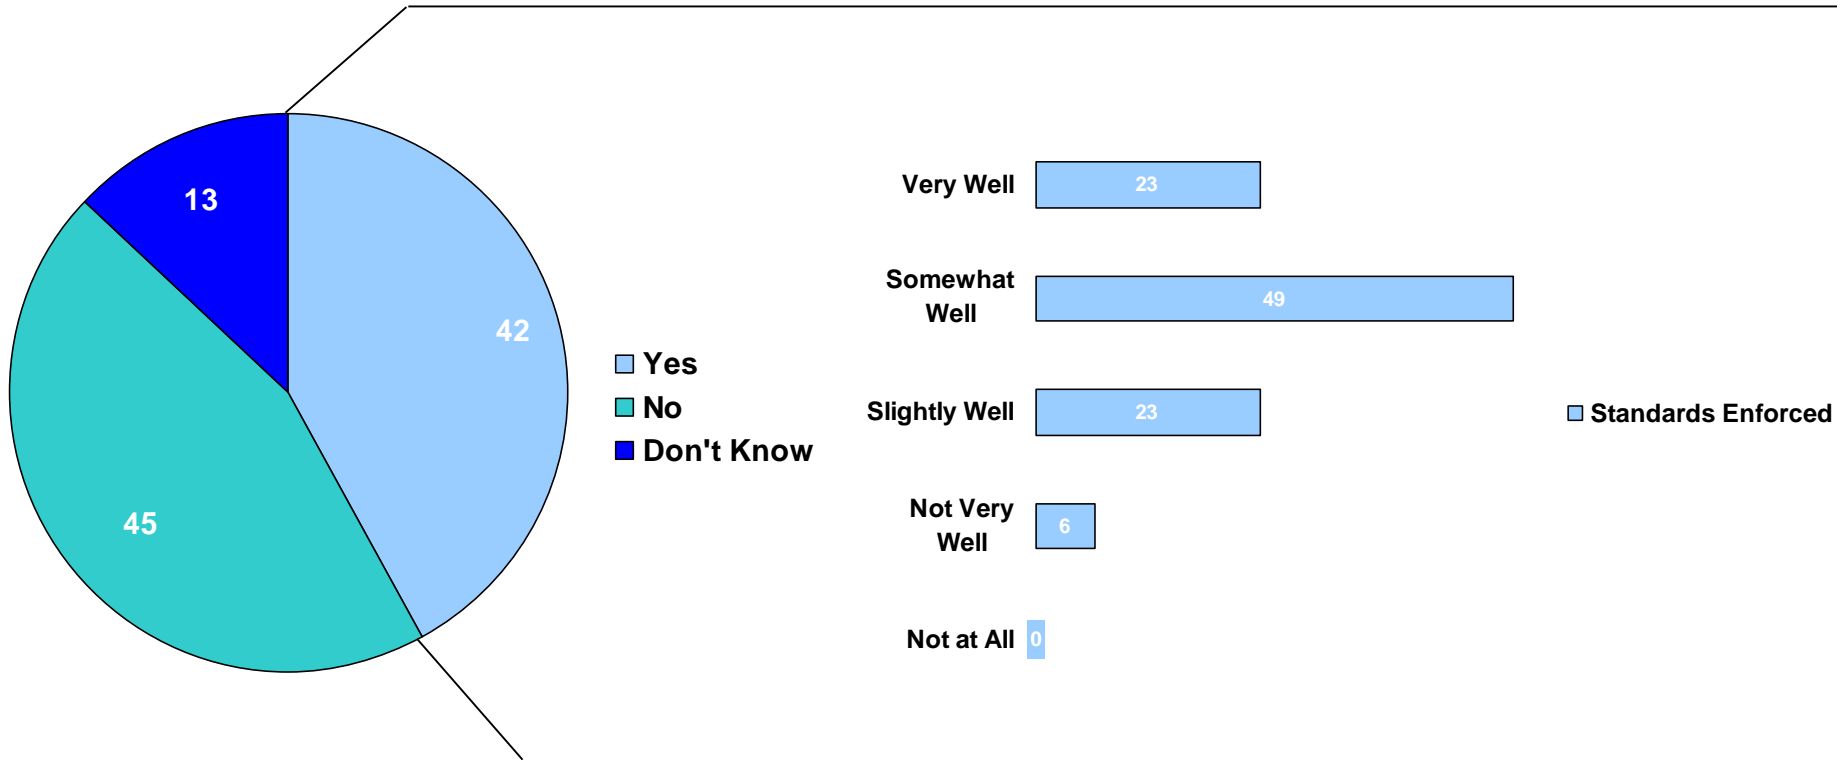 13
42
45
Yes
No
Don't Know
Very Well
23
Somewhat
Well
49
Slightly Well
23
Not Very
Well
6
Not at All
0
Standards Enforced